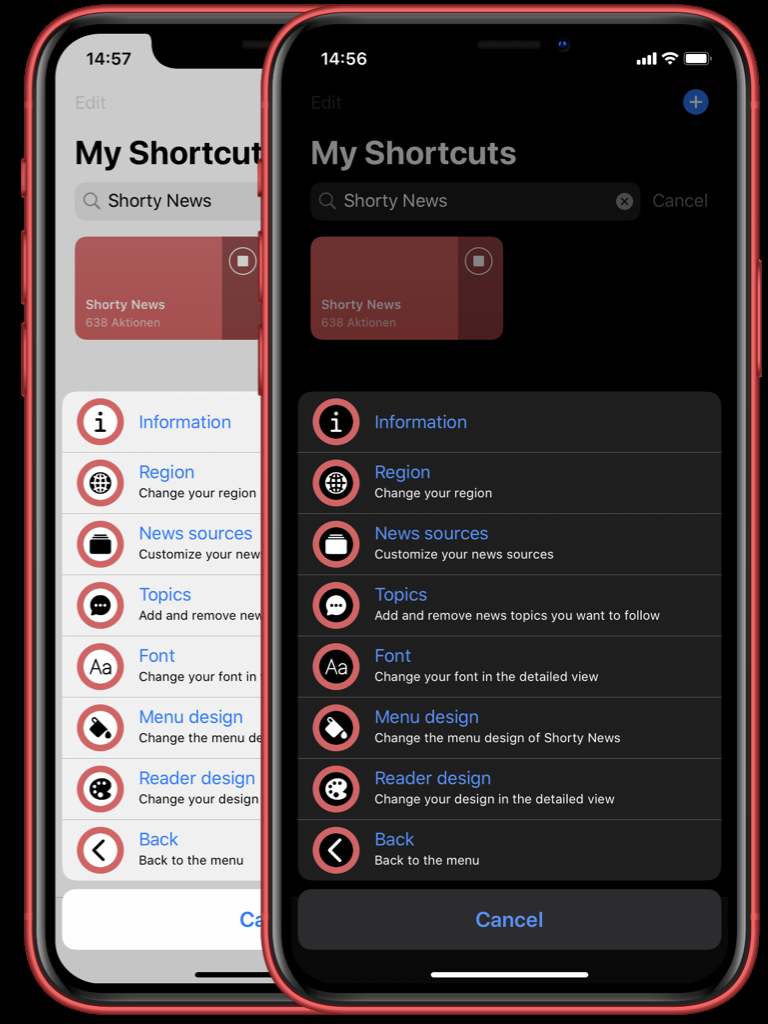 14:57
Edit
My Shortcut
Shorty News
Shorty News
638 Aktionen
i Information
Region
Change your region
News sources
Customize your new
Topics
Add and remove new
Aa Font
Change your font in
Menu design
Change the menu de
Reader design
Change your design
Back
Back to the menu
Ca
14:56
Edit
My Shortcuts
Shorty News Cancel
Shorty News
638 Aktionen
i Information
Region
Change your region
News sources
Customize your news sources
Topics
Add and remove news topics you want to follow
Aa Font
Change your font in the detailed view
Menu design
Change the menu design of Shorty News
Reader design
Change your design in the detailed view
Back
Back to the menu
Cancel